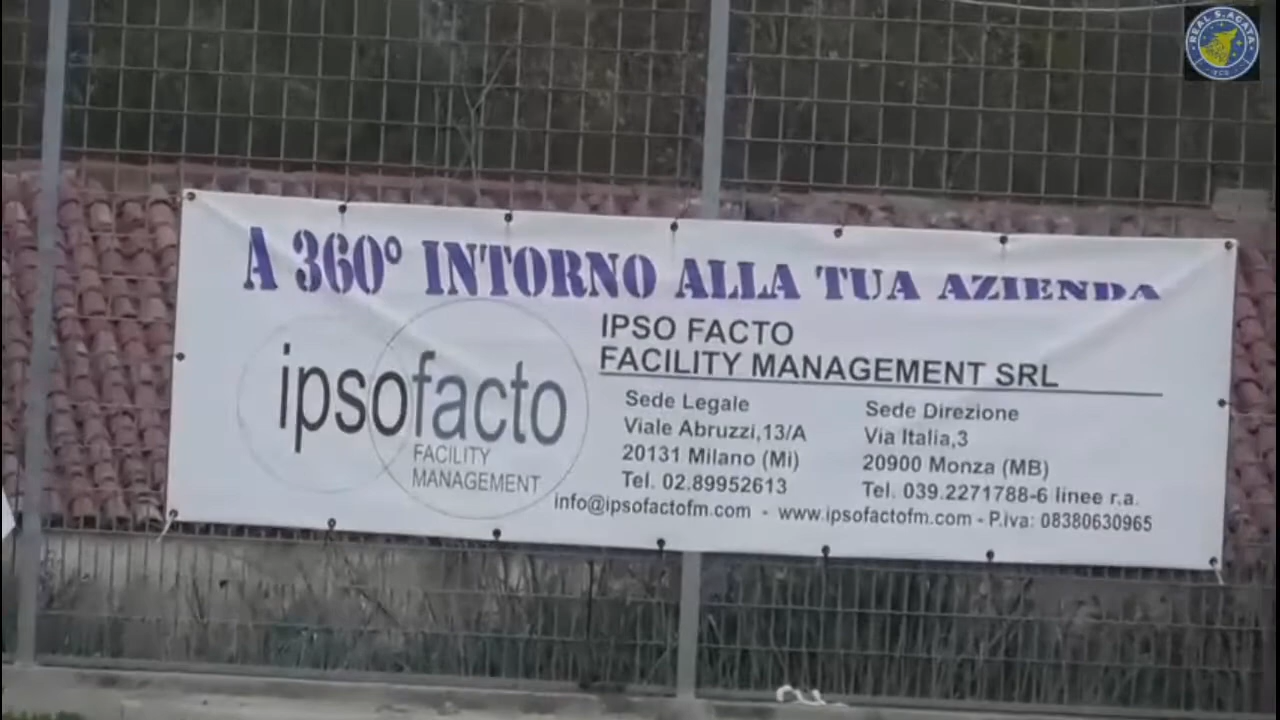 REAL S.AGATA
A 360° INTORNO ALLA TUA AZIENDA
ipsofacto
FACILITY
MANAGEMENT
IPSO FACTO
FACILITY MANAGEMENT SRL
Sede Legale
Viale Abruzzi,13/A
20131 Milano (Mi)
Tel. 02.89952613
Sede Direzione
Via Italia,3
20900 Monza (MB)
Tel. 039.2271788-6 linee r.a.
info@ipsofactofm.com - www.ipsofactofm.com - P.iva: 08380630965